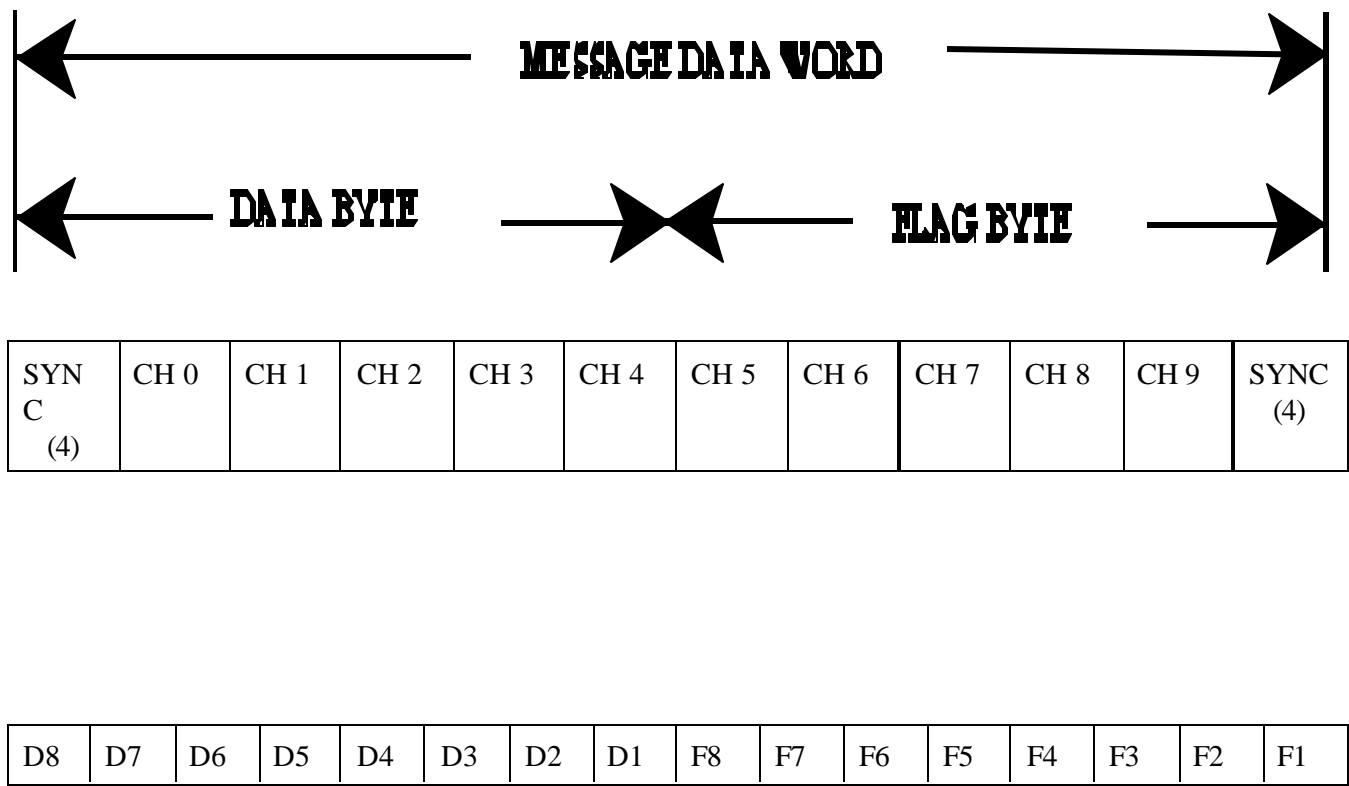 MESSAGE DATA WORD
DATA BYTE FLAG BYTE
SYN CH 0 CH 1 CH 2 CH 3 CH 4 CH 5 CH 6 CH 7 CH 8 CH 9 SYNC
C (4)
(4)
D8 D7 D6 D5 D4 D3 D2 D1 F8 F7 F6 F5 F4 F3 F2 F1